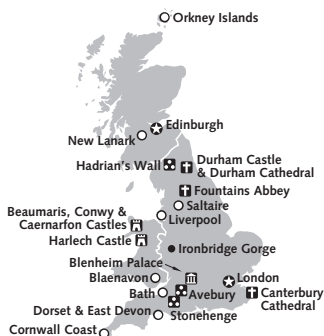 Orkney Islands
Edinburgh
New Lanark
Hadrian's Wall
Durham Castle
& Durham Cathedral
Fountains Abbey
Saltaire
Beaumaris, Conwy &
Caernarfon Castles
Liverpool
Harlech Castle
Ironbridge Gorge
Blenheim Palace
Blaenavon
London
Bath
Avebury
Canterbury
Cathedral
Dorset & East Devon
Stonehenge
Cornwall Coast